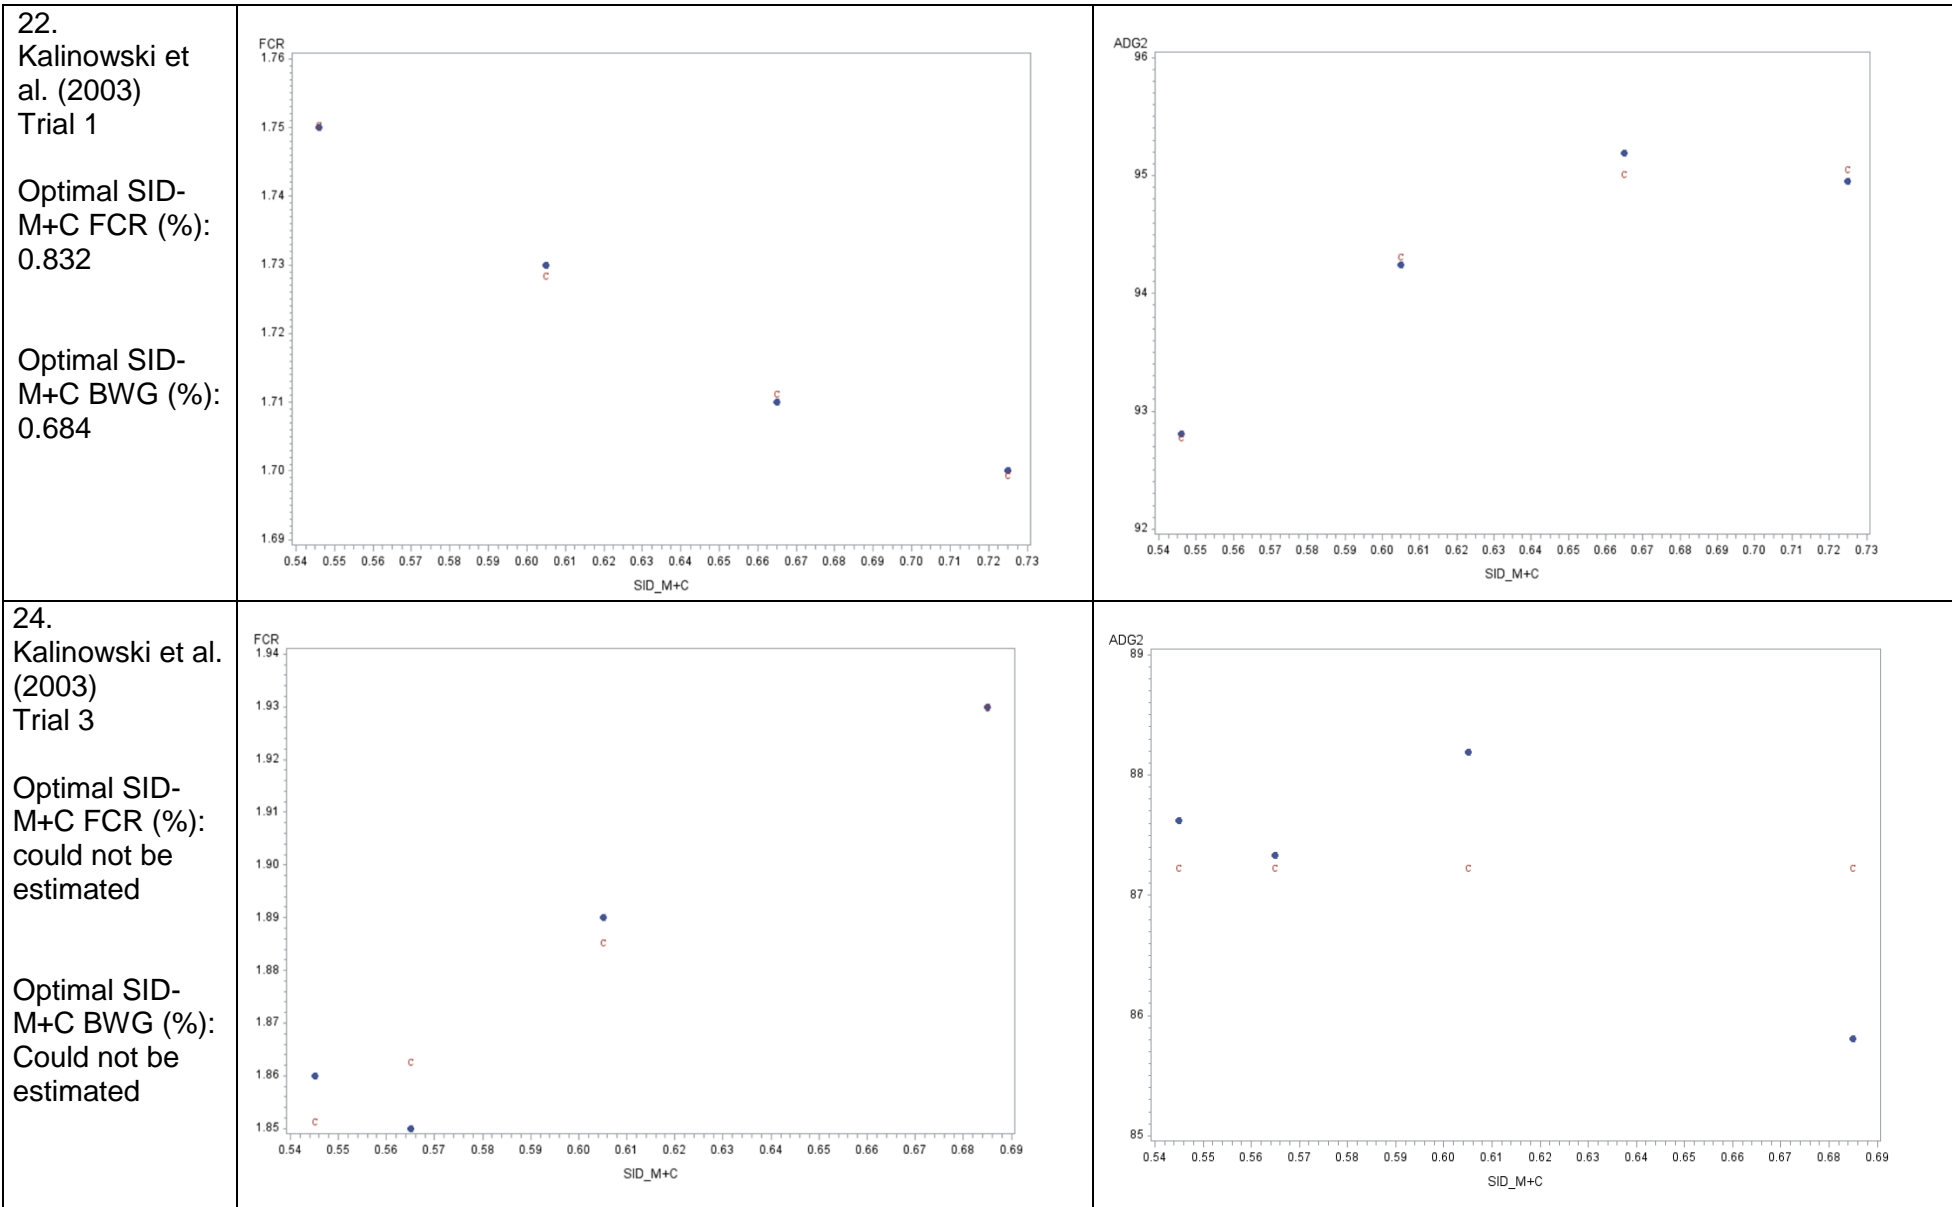 22.
Kalinowski et
al. (2003)
Trial 1
Optimal SID-
M+C FCR (%):
0.832
Optimal SID-
M+C BWG (%):
0.684
FCR
1.76
1.75
1.74
1.73
1.72
1.71
1.70
1.69
0.54 0.55 0.56 0.57 0.58 0.59 0.60 0.61 0.62 0.63 0.64 0.65 0.66 0.67 0.68 0.69 0.70 0.71 0.72 0.73
SID_M+C
C
C
C
C
ADG2
96
95
94
93
92
0.54 0.55 0.56 0.57 0.58 0.59 0.60 0.61 0.62 0.63 0.64 0.65 0.66 0.67 0.68 0.69 0.70 0.71 0.72 0.73
SID_M+C
C
C
C
C
24.
Kalinowski et al.
(2003)
Trial 3
Optimal SID-
M+C FCR (%):
could not be
estimated
Optimal SID-
M+C BWG (%):
Could not be
estimated
FCR
1.94
1.93
1.92
1.91
1.90
1.89
1.88
1.87
1.86
1.85
0.54 0.55 0.56 0.57 0.58 0.59 0.60 0.61 0.62 0.63 0.64 0.65 0.66 0.67 0.68 0.69
SID_M+C
C
C
C
ADG2
89
88
87
86
85
0.54 0.55 0.56 0.57 0.58 0.59 0.60 0.61 0.62 0.63 0.64 0.65 0.66 0.67 0.68 0.69
SID_M+C
C
C
C
C